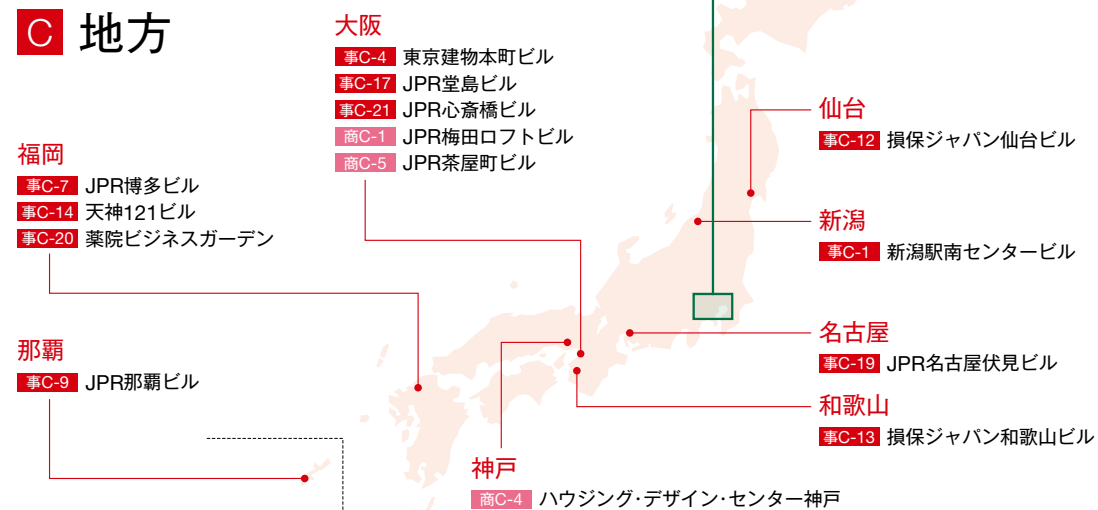 C 地方
大阪
事C-4 東京建物本町ビル
事C-17 JPR堂島ビル
事C-21 JPR心斎橋ビル
商C-1 JPR梅田ロフトビル
商C-5 JPR茶屋町ビル
福岡
事C-7 JPR博多ビル
事C-14 天神121ビル
事C-20 薬院ビジネスガーデン
那覇
事C-9 JPR那覇ビル
神戸
商C-4 ハウジング・デザイン・センター神戸
仙台
事C-12 損保ジャパン仙台ビル
新潟
事C-1 新潟駅南センタービル
名古屋
事C-19 JPR名古屋伏見ビル
和歌山
事C-13 損保ジャパン和歌山ビル